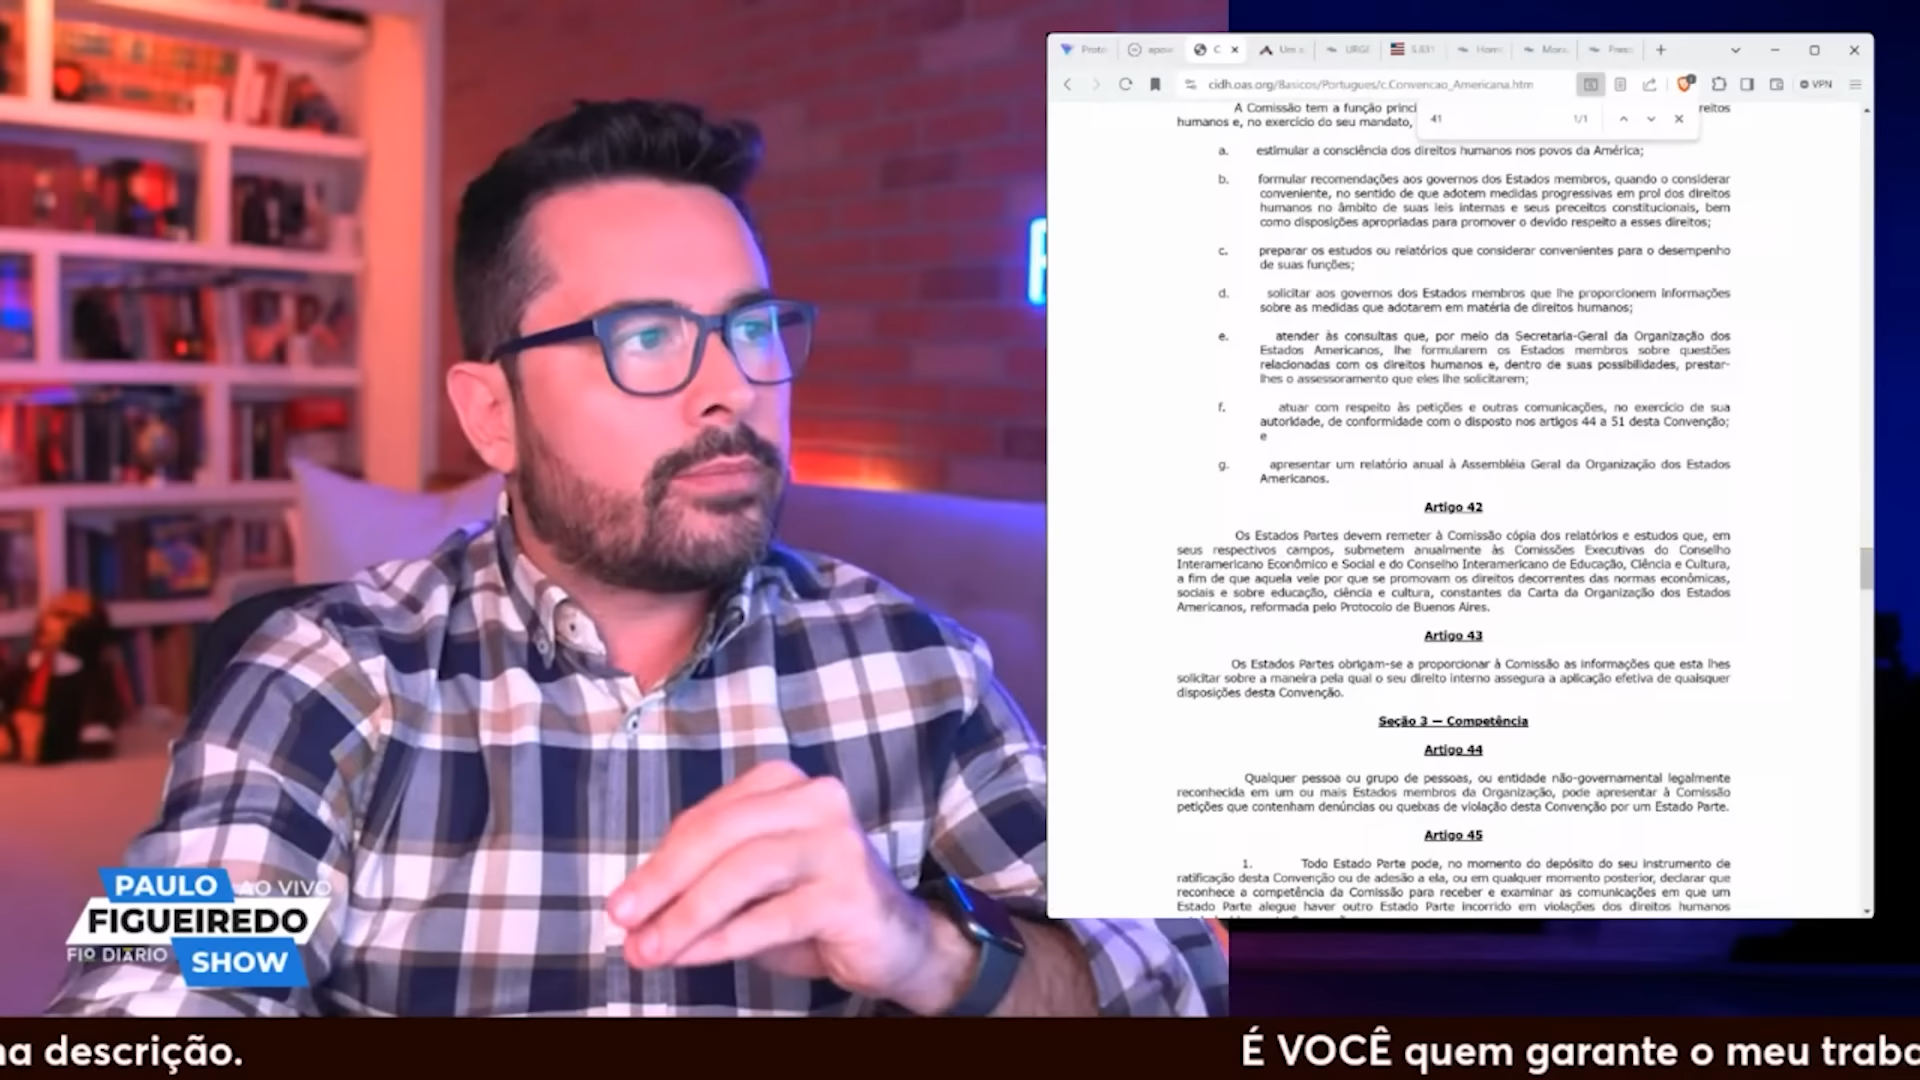 Proto
apow
C
Um a
URGE
S.831
Hom
Mora
Press
cidh.oas.org/Basicos/Portugues/c.Convencao_Americana.htm
VPN
41
1/1
A Comissão tem a função princi
reitos
humanos e, no exercício do seu mandato,
a. estimular a consciência dos direitos humanos nos povos da América;
b. formular recomendações aos governos dos Estados membros, quando o considerar
conveniente, no sentido de que adotem medidas progressivas em prol dos direitos
humanos no âmbito de suas leis internas e seus preceitos constitucionais, bem
como disposições apropriadas para promover o devido respeito a esses direitos;
c. preparar os estudos ou relatórios que considerar convenientes para o desempenho
de suas funções;
d. solicitar aos governos dos Estados membros que lhe proporcionem informações
sobre as medidas que adotarem em matéria de direitos humanos;
e. atender às consultas que, por meio da Secretaria-Geral da Organização dos
Estados Americanos, lhe formularem os Estados membros sobre questões
relacionadas com os direitos humanos e, dentro de suas possibilidades, prestar-
lhes o assessoramento que eles lhe solicitarem;
f. atuar com respeito às petições e outras comunicações, no exercício de sua
autoridade, de conformidade com o disposto nos artigos 44 a 51 desta Convenção;
e
g. apresentar um relatório anual à Assembléia Geral da Organização dos Estados
Americanos.
Artigo 42
Os Estados Partes devem remeter à Comissão cópia dos relatórios e estudos que, em
seus respectivos campos, submetem anualmente às Comissões Executivas do Conselho
Interamericano Econômico e Social e do Conselho Interamericano de Educação, Ciência e Cultura,
a fim de que aquela vele por que se promovam os direitos decorrentes das normas econômicas,
sociais e sobre educação, ciência e cultura, constantes da Carta da Organização dos Estados
Americanos, reformada pelo Protocolo de Buenos Aires.
Artigo 43
Os Estados Partes obrigam-se a proporcionar à Comissão as informações que esta lhes
solicitar sobre a maneira pela qual o seu direito interno assegura a aplicação efetiva de quaisquer
disposições desta Convenção.
Seção 3 — Competência
Artigo 44
Qualquer pessoa ou grupo de pessoas, ou entidade não-governamental legalmente
reconhecida em um ou mais Estados membros da Organização, pode apresentar à Comissão
petições que contenham denúncias ou queixas de violação desta Convenção por um Estado Parte.
Artigo 45
1. Todo Estado Parte pode, no momento do depósito do seu instrumento de
ratificação desta Convenção ou de adesão a ela, ou em qualquer momento posterior, declarar que
reconhece a competência da Comissão para receber e examinar as comunicações em que um
Estado Parte alegue haver outro Estado Parte incorrido em violações dos direitos humanos
PAULO AO VIVO
FIGUEIREDO
FIO DIÁRIO SHOW
na descrição.
É VOCÊ quem garante o meu traba